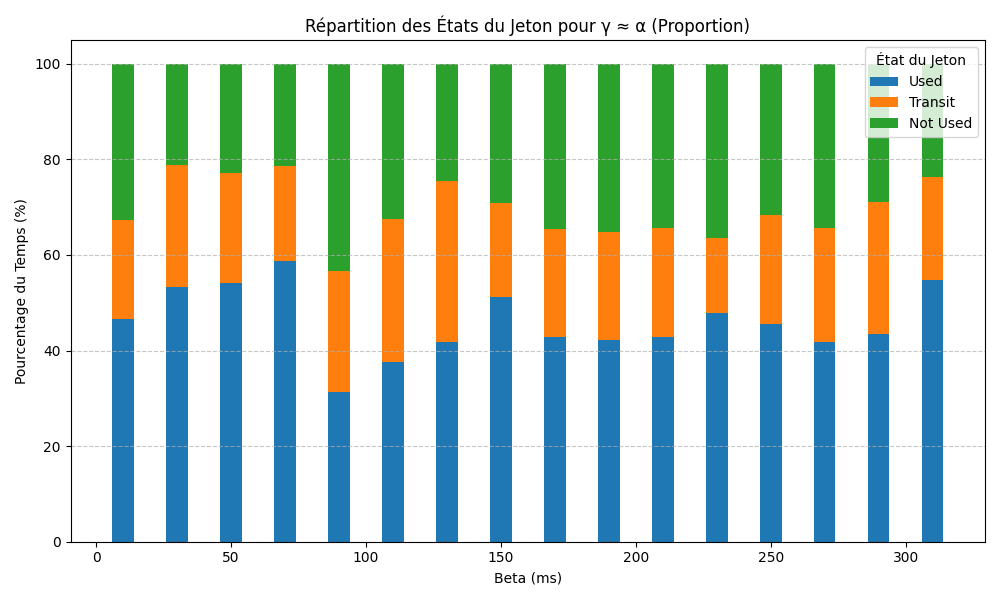 Répartition des États du Jeton pour γ ≈ α (Proportion)
État du Jeton
Used
Transit
Not Used
Pourcentage du Temps (%)
100
80
60
40
20
0
0 50 100 150 200 250 300
Beta (ms)